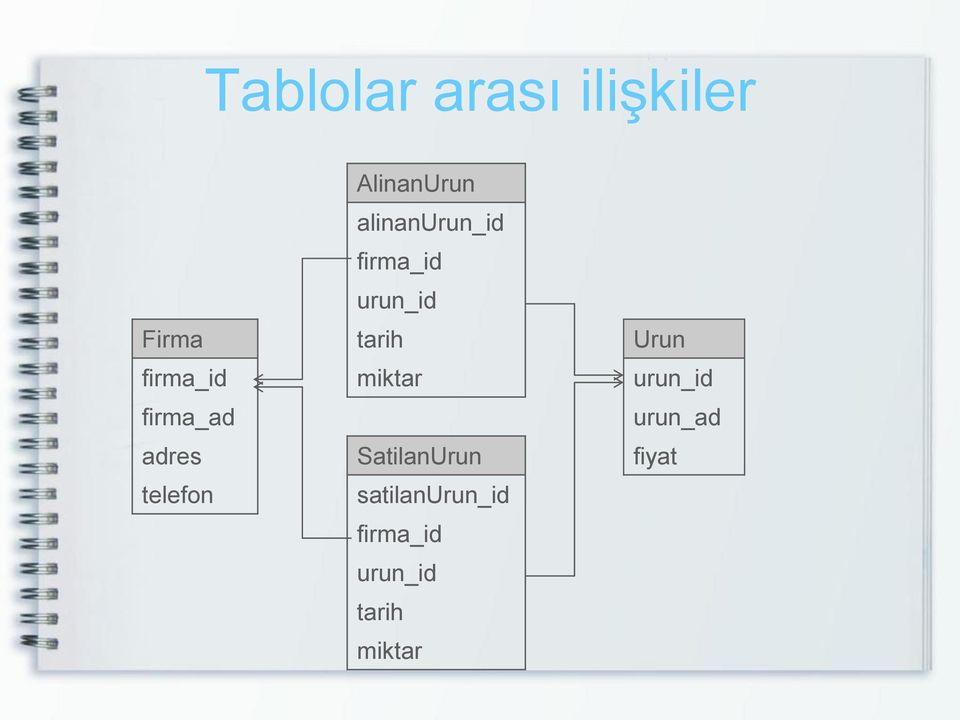 Tablolar arası ilişkiler
AlinanUrun
alinanUrun_id
firma_id
urun_id
tarih
miktar
Firma
firma_id
firma_ad
adres
telefon
Urun
urun_id
urun_ad
fiyat
SatilanUrun
satilanUrun_id
firma_id
urun_id
tarih
miktar